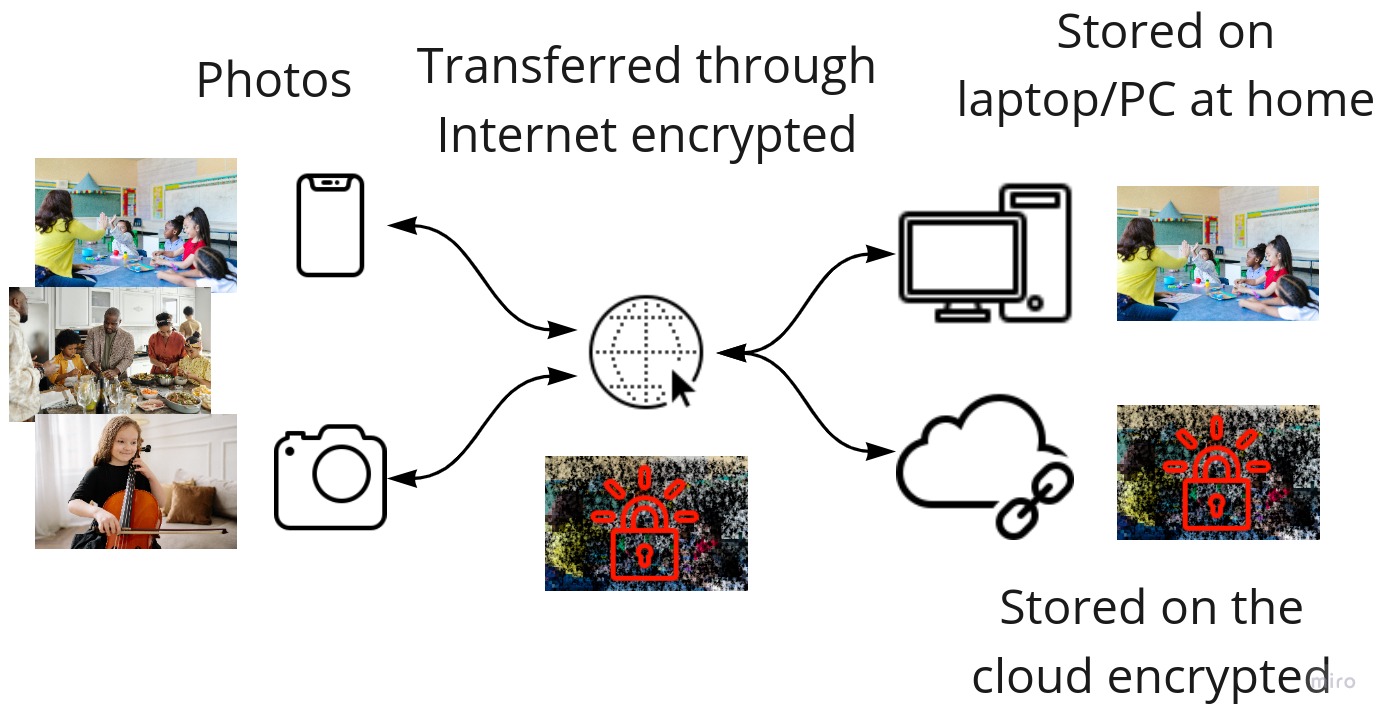 Photos
Transferred through
Internet encrypted
Stored on
laptop/PC at home
Stored on the
cloud encrypted
miro